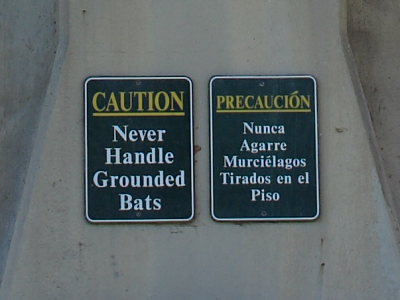 CAUTION
Never
Handle
Grounded
Bats
PRECAUCIÓN
Nunca
Agarre
Murciélagos
Tirados en el
Piso